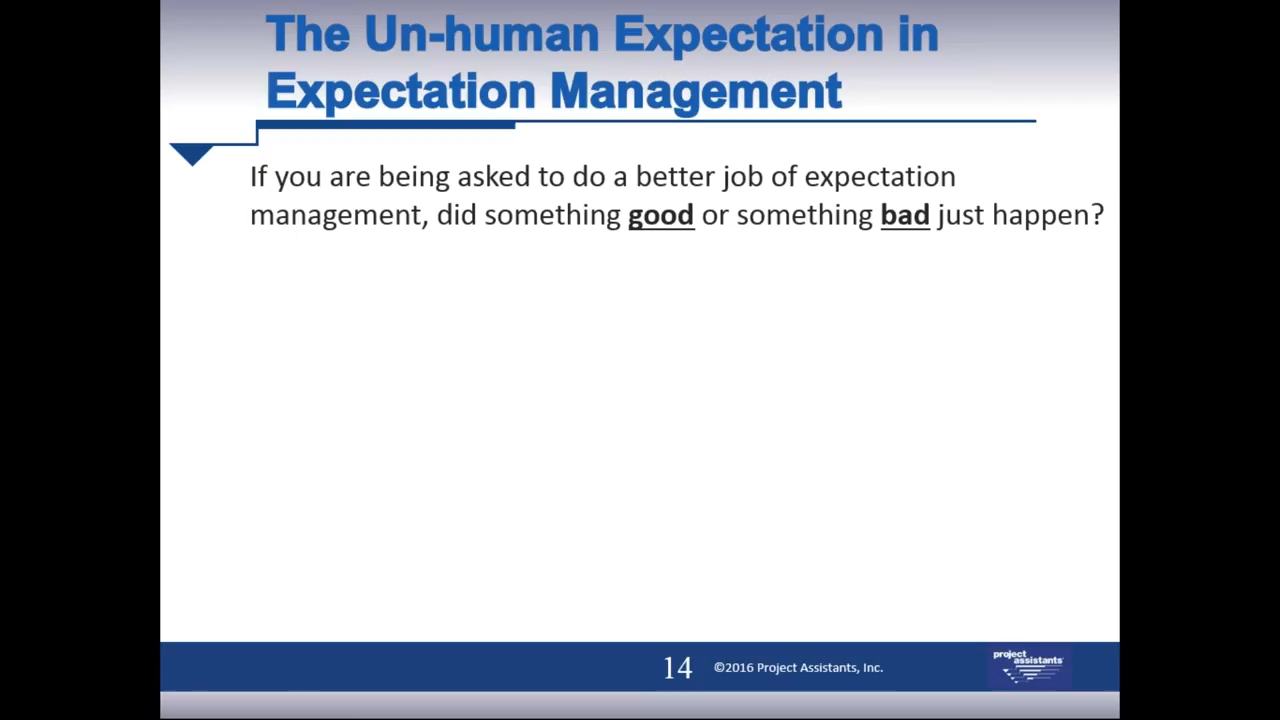 The Un-human Expectation in
Expectation Management
If you are being asked to do a better job of expectation
management, did something good or something bad just happen?
14 ©2016 Project Assistants, Inc.
project
assistants